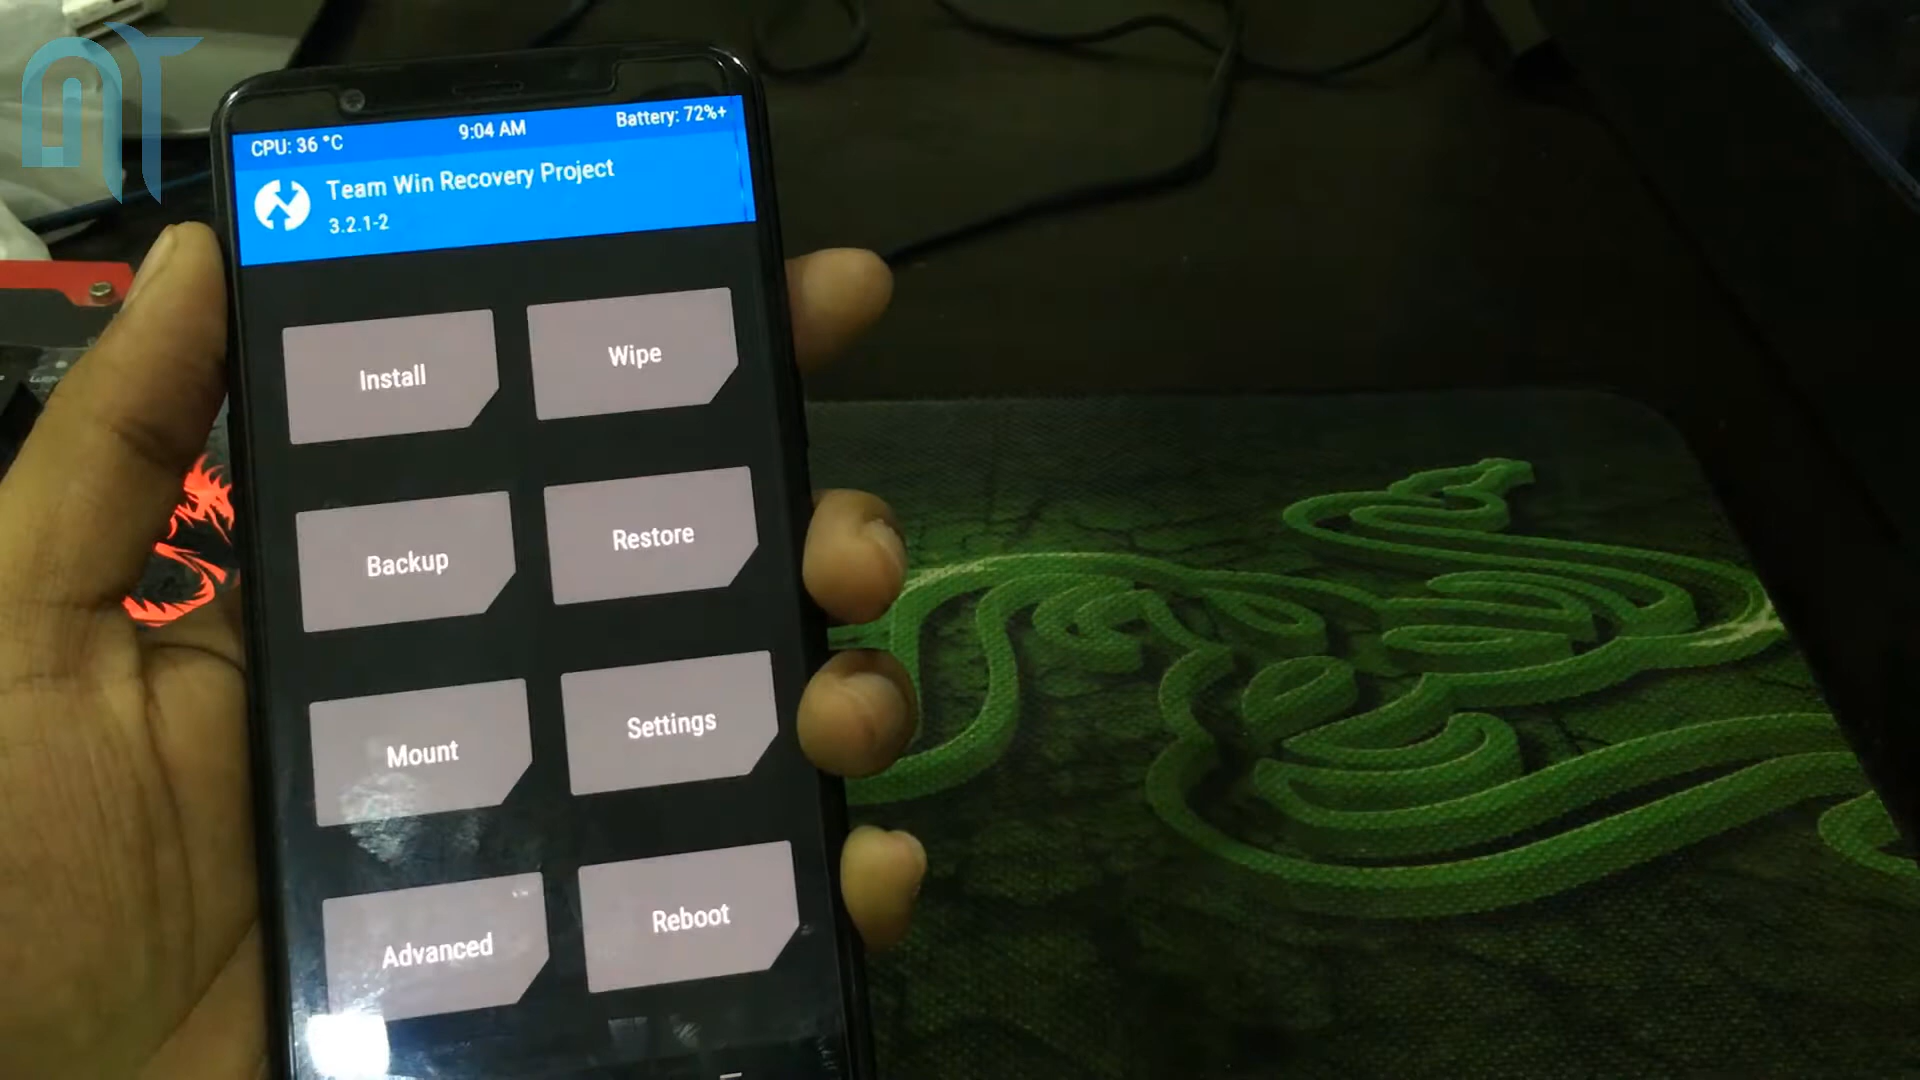 CPU: 36 °C
9:04 AM
Battery: 72%+
Team Win Recovery Project
3.2.1-2
Install
Wipe
Backup
Restore
Mount
Settings
Advanced
Reboot